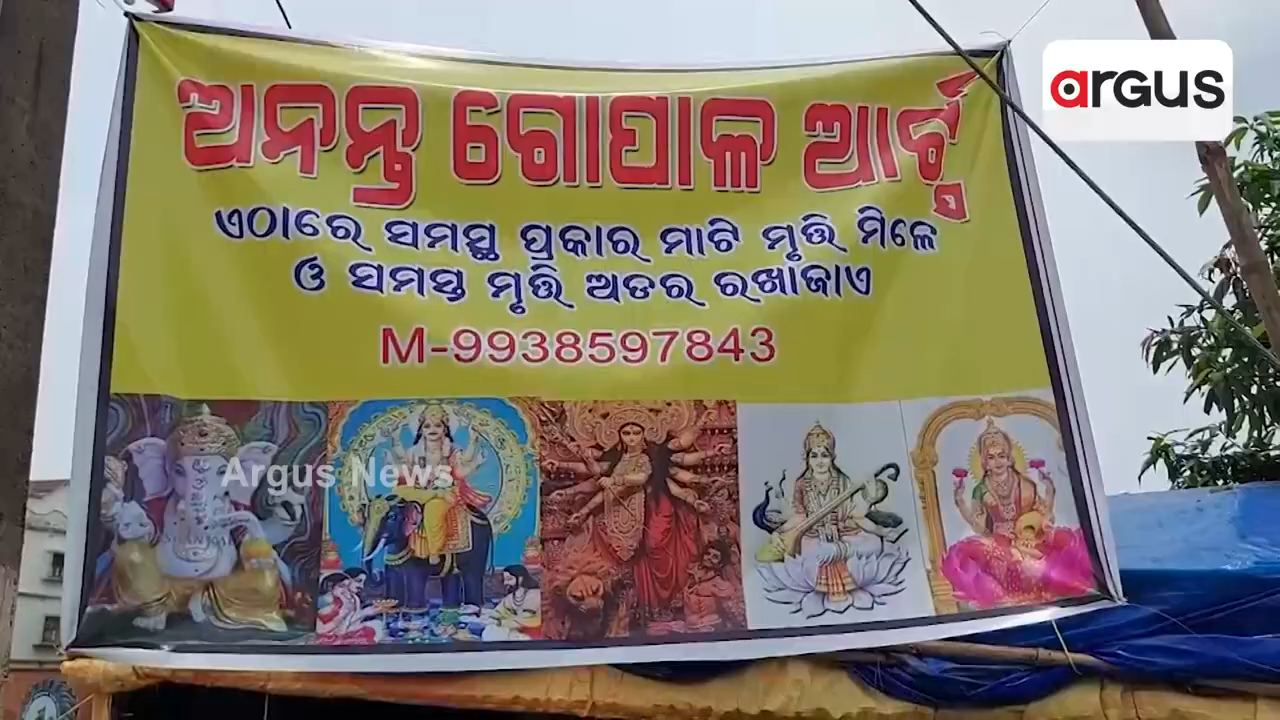 argus
ଅନନ୍ତ ଗୋପାଳ ଆର୍ଟ୍ସ
ଏଠାରେ ସମସ୍ଥ ପ୍ରକାର ମାଟି ମୂର୍ତ୍ତି ମିଳେ
ଓ ସମସ୍ତ ମୂର୍ତ୍ତି ଅଡର ରଖାଜାଏ
M-9938597843
Argus News